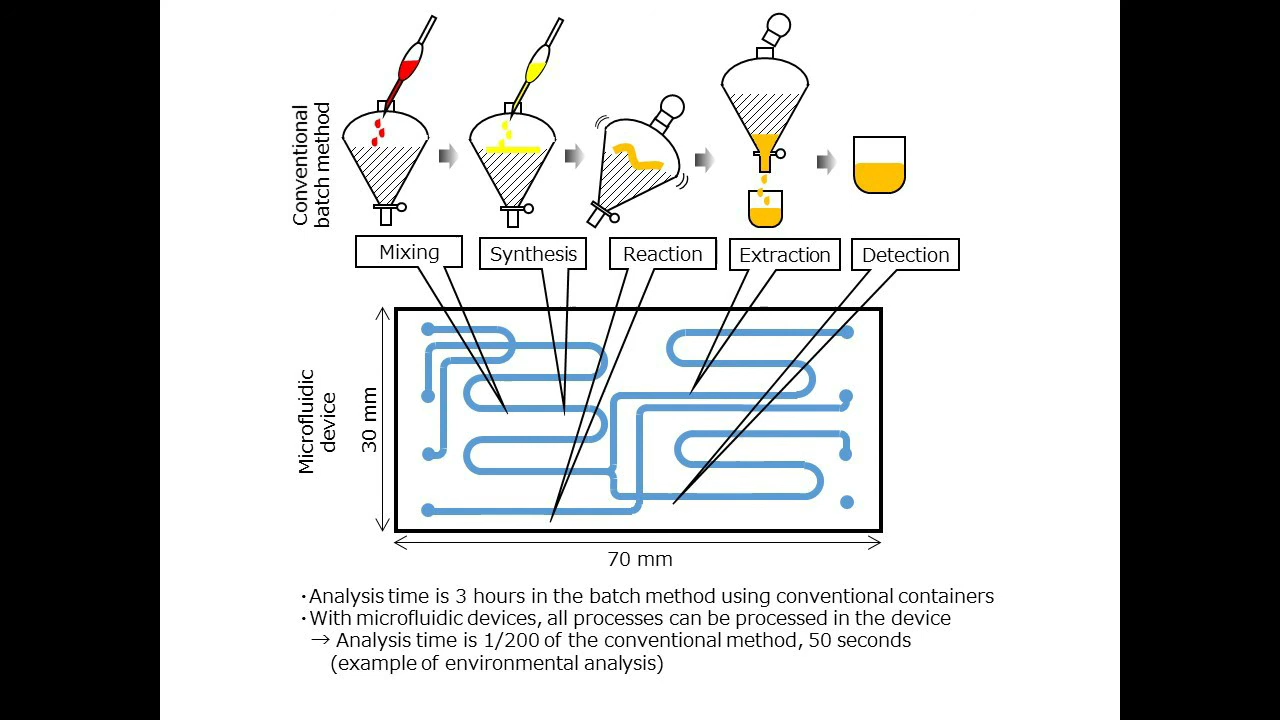 Conventional
batch method
Mixing
Synthesis
Reaction
Extraction
Detection
Microfluidic
device
30 mm
70 mm
・Analysis time is 3 hours in the batch method using conventional containers
・With microfluidic devices, all processes can be processed in the device
→ Analysis time is 1/200 of the conventional method, 50 seconds
(example of environmental analysis)